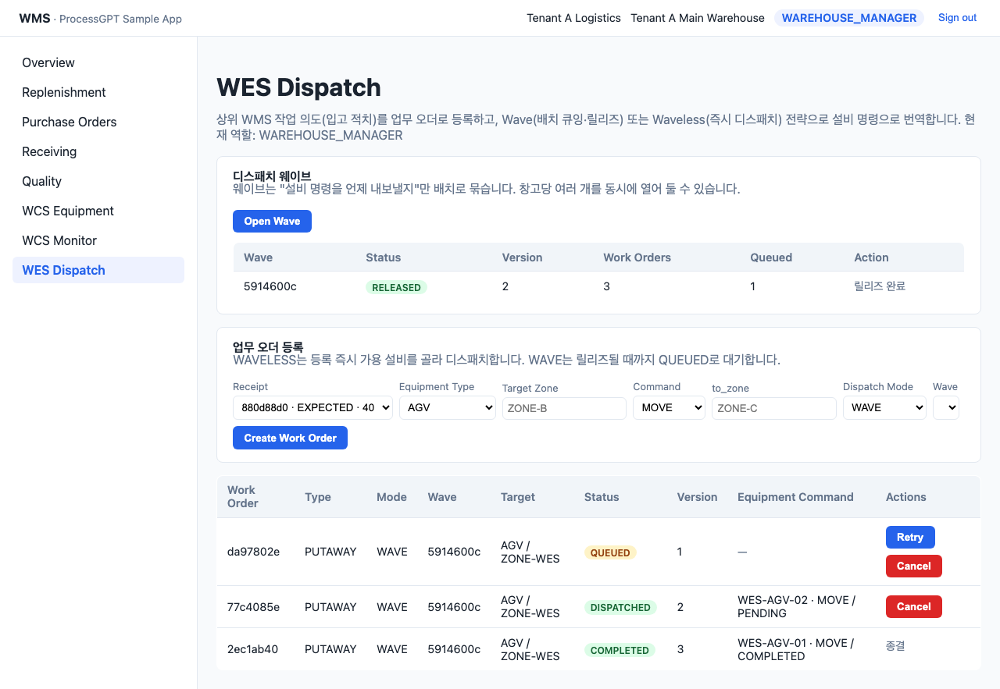 WMS · ProcessGPT Sample App
Tenant A Logistics Tenant A Main Warehouse WAREHOUSE_MANAGER Sign out
Overview
Replenishment
Purchase Orders
Receiving
Quality
WCS Equipment
WCS Monitor
WES Dispatch
WES Dispatch
상위 WMS 작업 의도(입고 적치)를 업무 오더로 등록하고, Wave(배치 큐잉·릴리즈) 또는 Waveless(즉시 디스패치) 전략으로 설비 명령으로 번역합니다. 현
재 역할: WAREHOUSE_MANAGER
디스패치 웨이브
웨이브는 "설비 명령을 언제 내보낼지"만 배치로 묶습니다. 창고당 여러 개를 동시에 열어 둘 수 있습니다.
Open Wave
Wave Status Version Work Orders Queued Action
5914600c RELEASED 2 3 1 릴리즈 완료
업무 오더 등록
WAVELESS는 등록 즉시 가용 설비를 골라 디스패치합니다. WAVE는 릴리즈될 때까지 QUEUED로 대기합니다.
Receipt Equipment Type Target Zone Command to_zone Dispatch Mode Wave
880d88d0 · EXPECTED · 40 AGV ZONE-B MOVE ZONE-C WAVE
Create Work Order
Work Order Type Mode Wave Target Status Version Equipment Command Actions
da97802e PUTAWAY WAVE 5914600c AGV / ZONE-WES QUEUED 1 — Retry Cancel
77c4085e PUTAWAY WAVE 5914600c AGV / ZONE-WES DISPATCHED 2 WES-AGV-02 · MOVE / PENDING Cancel
2ec1ab40 PUTAWAY WAVE 5914600c AGV / ZONE-WES COMPLETED 3 WES-AGV-01 · MOVE / COMPLETED 종결